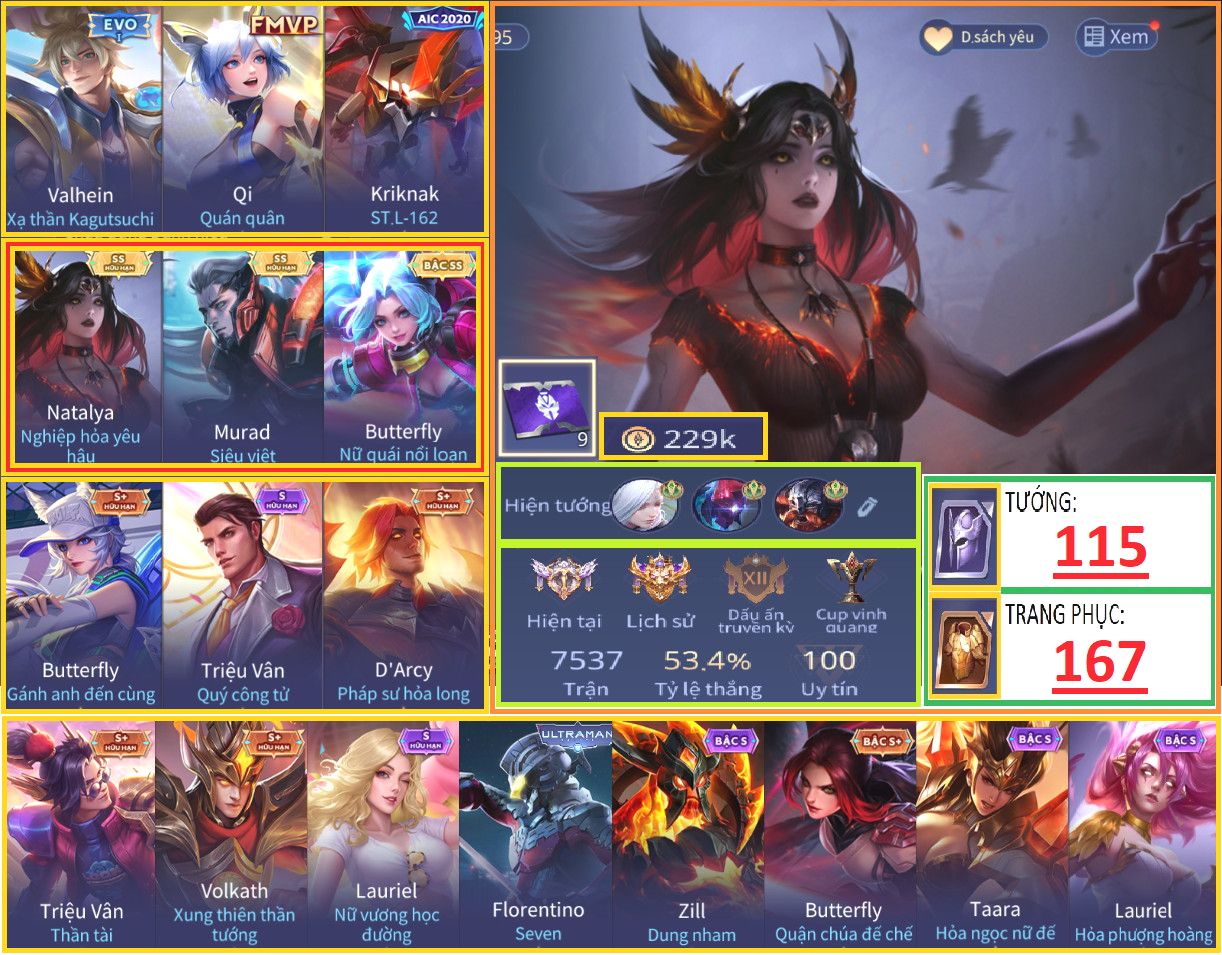 EVO
I
Valhein
Xạ thần Kagutsuchi
FMVP
Qi
Quán quân
AIC 2020
Kriknak
ST.L-162
95
D.sách yêu
Xem
SS
HỮU HẠN
Natalya
Nghiệp hỏa yêu
hậu
SS
HỮU HẠN
Murad
Siêu việt
BẬC SS
Butterfly
Nữ quái nổi loạn
9
229k
Hiện tướng
Hiện tại
Lịch sử
XII
Dấu ấn
truyền kỳ
Cup vinh
quang
7537
Trận
53.4%
Tỷ lệ thắng
100
Uy tín
TƯỚNG:
115
TRANG PHỤC:
167
S+
HỮU HẠN
Butterfly
Gánh anh đến cùng
S
HỮU HẠN
Triệu Vân
Quý công tử
S+
HỮU HẠN
D'Arcy
Pháp sư hỏa long
S+
HỮU HẠN
Triệu Vân
Thần tài
S+
HỮU HẠN
Volkath
Xung thiên thần
tướng
S
HỮU HẠN
Lauriel
Nữ vương học
đường
ULTRAMAN
Florentino
Seven
BẬC S
Zill
Dung nham
BẬC S+
Butterfly
Quận chúa đế chế
BẬC S
Taara
Hỏa ngọc nữ đế
BẬC S
Lauriel
Hỏa phượng hoàng